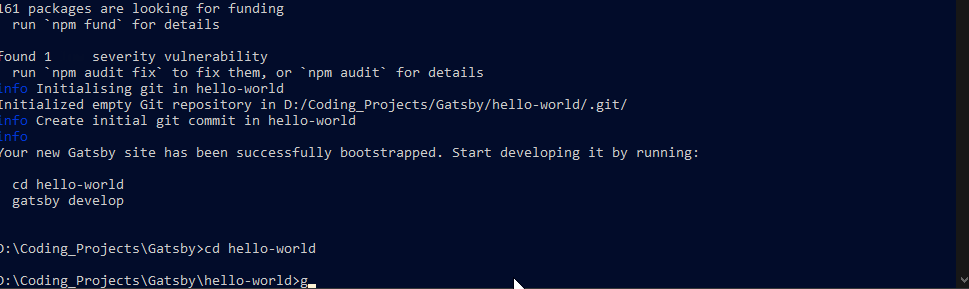 161 packages are looking for funding
run `npm fund` for details
found 1 severity vulnerability
run `npm audit fix` to fix them, or `npm audit` for details
info Initialising git in hello-world
Initialized empty Git repository in D:/Coding_Projects/Gatsby/hello-world/.git/
info Create initial git commit in hello-world
info
Your new Gatsby site has been successfully bootstrapped. Start developing it by running:
cd hello-world
gatsby develop
D:\Coding_Projects\Gatsby>cd hello-world
D:\Coding_Projects\Gatsby\hello-world>g